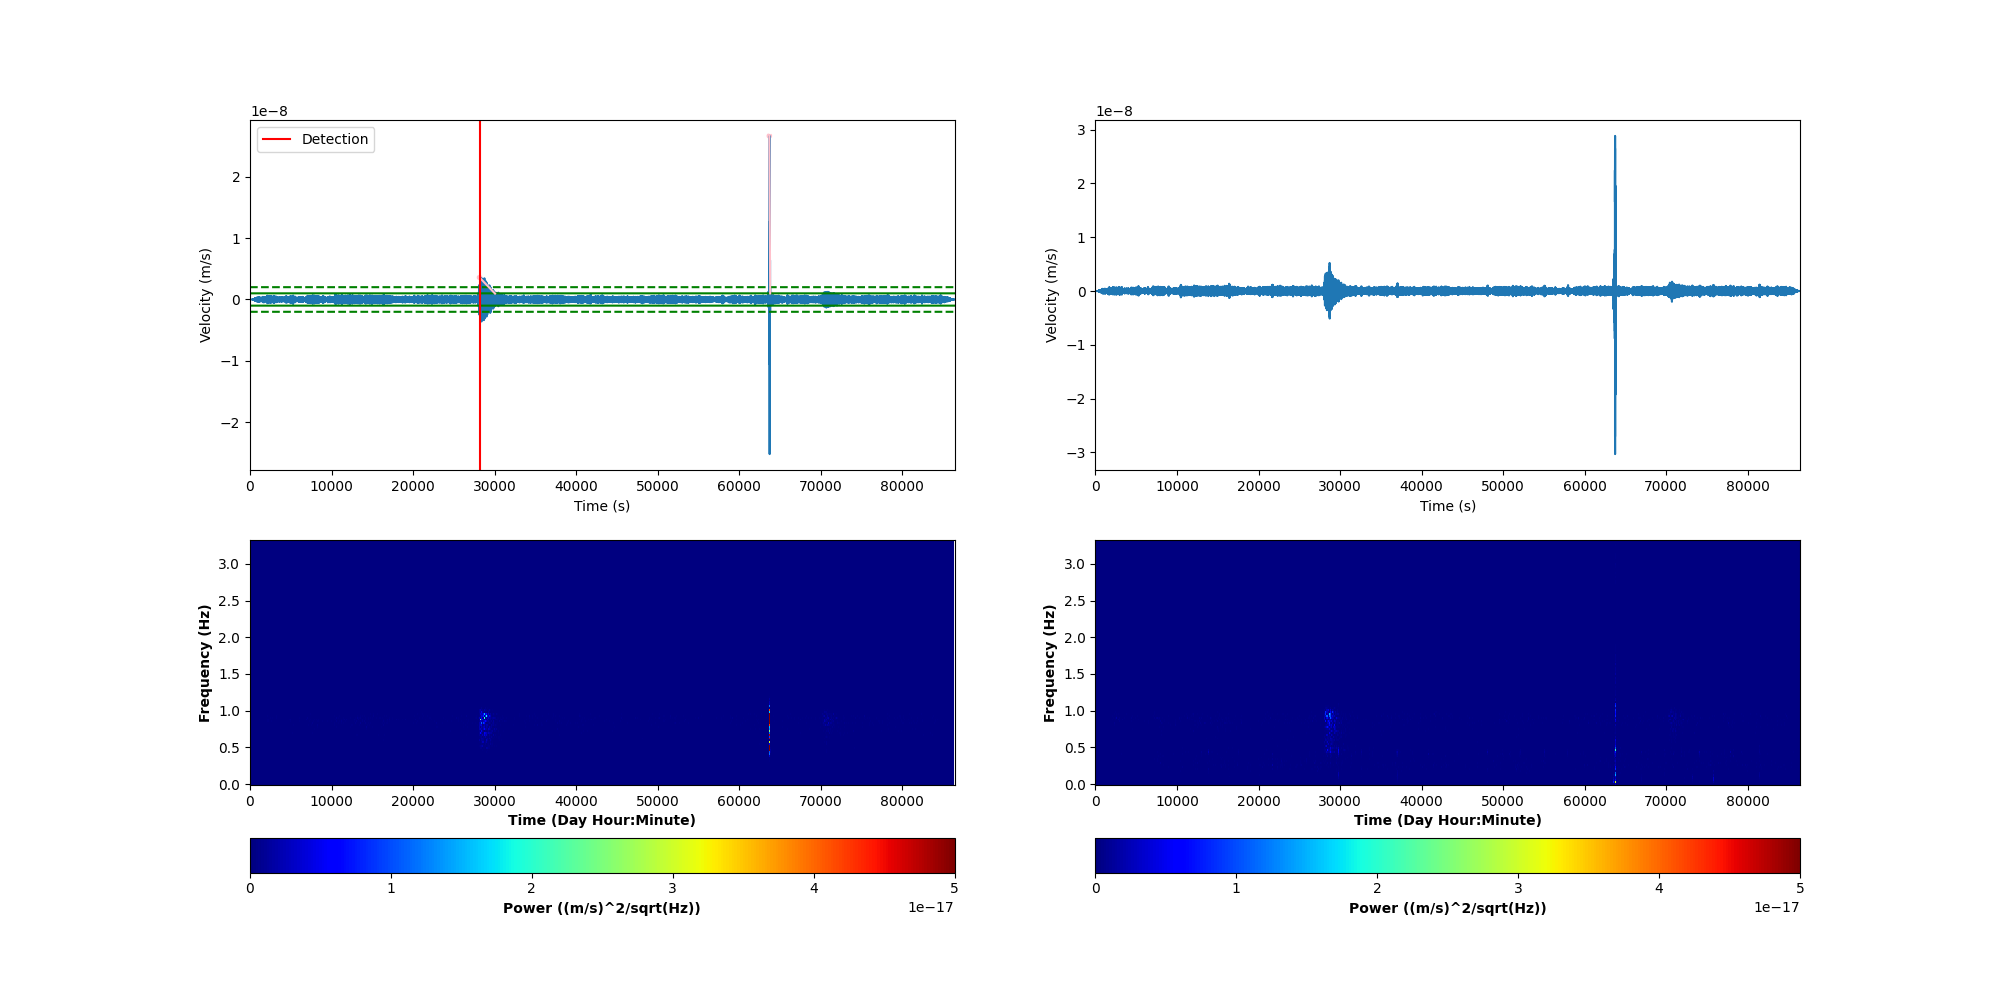 1e−8
Detection
2
1
0
−1
−2
Velocity (m/s)
0 10000 20000 30000 40000 50000 60000 70000 80000
Time (s)
1e−8
3
2
1
0
−1
−2
−3
Velocity (m/s)
0 10000 20000 30000 40000 50000 60000 70000 80000
Time (s)
3.0
2.5
2.0
1.5
1.0
0.5
0.0
Frequency (Hz)
0 10000 20000 30000 40000 50000 60000 70000 80000
Time (Day Hour:Minute)
0 1 2 3 4 5
Power ((m/s)^2/sqrt(Hz))
1e−17
3.0
2.5
2.0
1.5
1.0
0.5
0.0
Frequency (Hz)
0 10000 20000 30000 40000 50000 60000 70000 80000
Time (Day Hour:Minute)
0 1 2 3 4 5
Power ((m/s)^2/sqrt(Hz))
1e−17